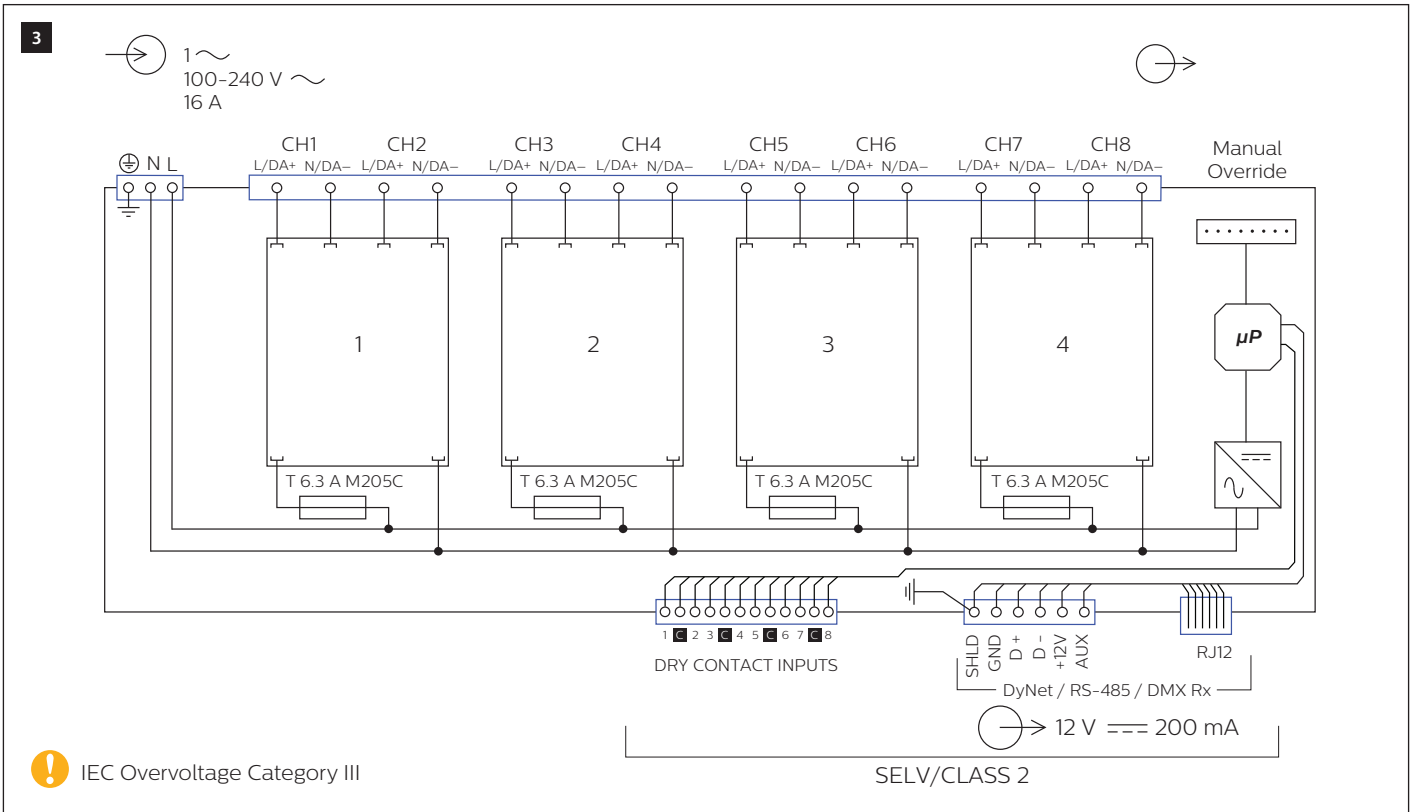 3
1
100-240 V
16 A
CH1 CH2 CH3 CH4 CH5 CH6 CH7 CH8
N L
L/DA+ N/DA− L/DA+ N/DA− L/DA+ N/DA− L/DA+ N/DA− L/DA+ N/DA− L/DA+ N/DA− L/DA+ N/DA− L/DA+ N/DA−
Manual
Override
1 2 3 4
µP
T 6.3 A M205C T 6.3 A M205C T 6.3 A M205C T 6.3 A M205C
1 C 2 3 C 4 5 C 6 7 C 8
DRY CONTACT INPUTS
SHLD
GND
D +
D -
+12V
AUX
RJ12
DyNet / RS-485 / DMX Rx
12 V 200 mA
SELV/CLASS 2
! IEC Overvoltage Category III